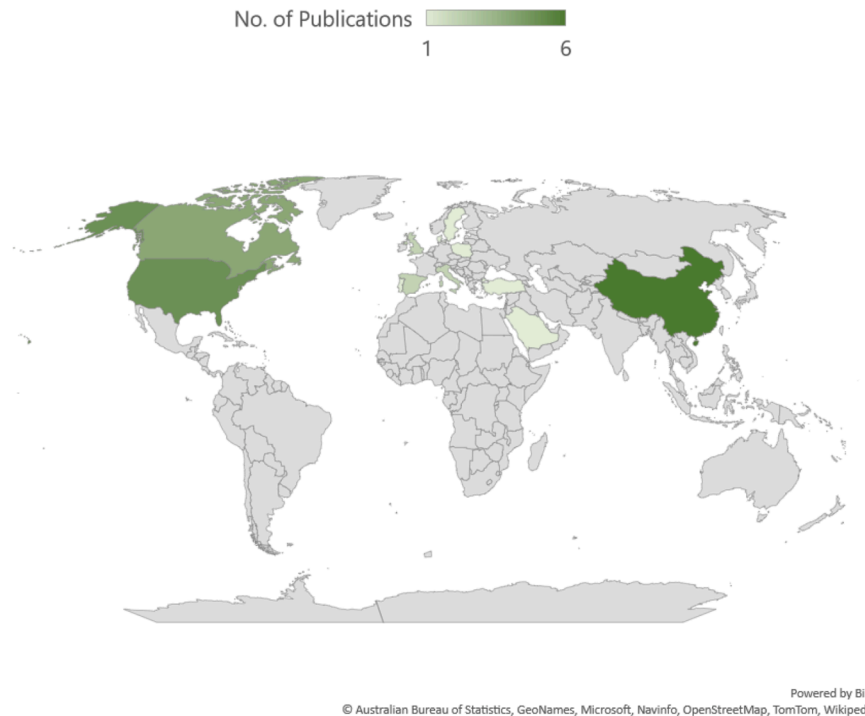 No. of Publications
1 6
Powered by Bi
© Australian Bureau of Statistics, GeoNames, Microsoft, Navinfo, OpenStreetMap, TomTom, Wikiped